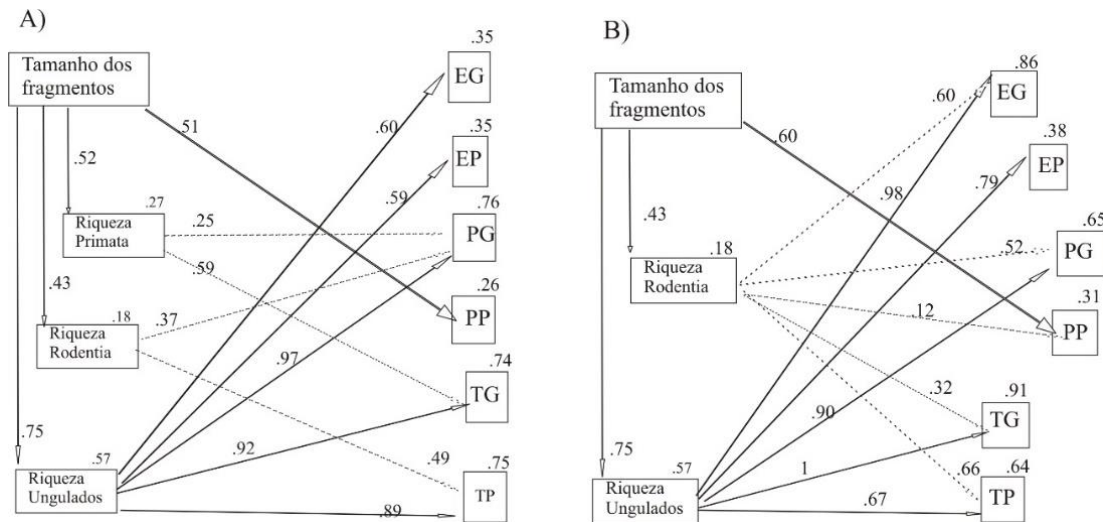 A)
Tamanho dos
fragmentos
.35
EG
.60
.51
.35
EP
.52
.59
.27
Riqueza
Primata
.25
.76
PG
.59
.43
.18
Riqueza
Rodentia
.37
.26
PP
.97
.74
TG
.75
.92
.57
Riqueza
Ungulados
.49
.75
TP
.89
B)
Tamanho dos
fragmentos
.86
EG
.60
.60
.38
EP
.98
.79
.43
.18
Riqueza
Rodentia
.65
PG
.52
.31
PP
.12
.90
.32
.91
TG
.75
1
.57
Riqueza
Ungulados
.66
.64
TP
.67